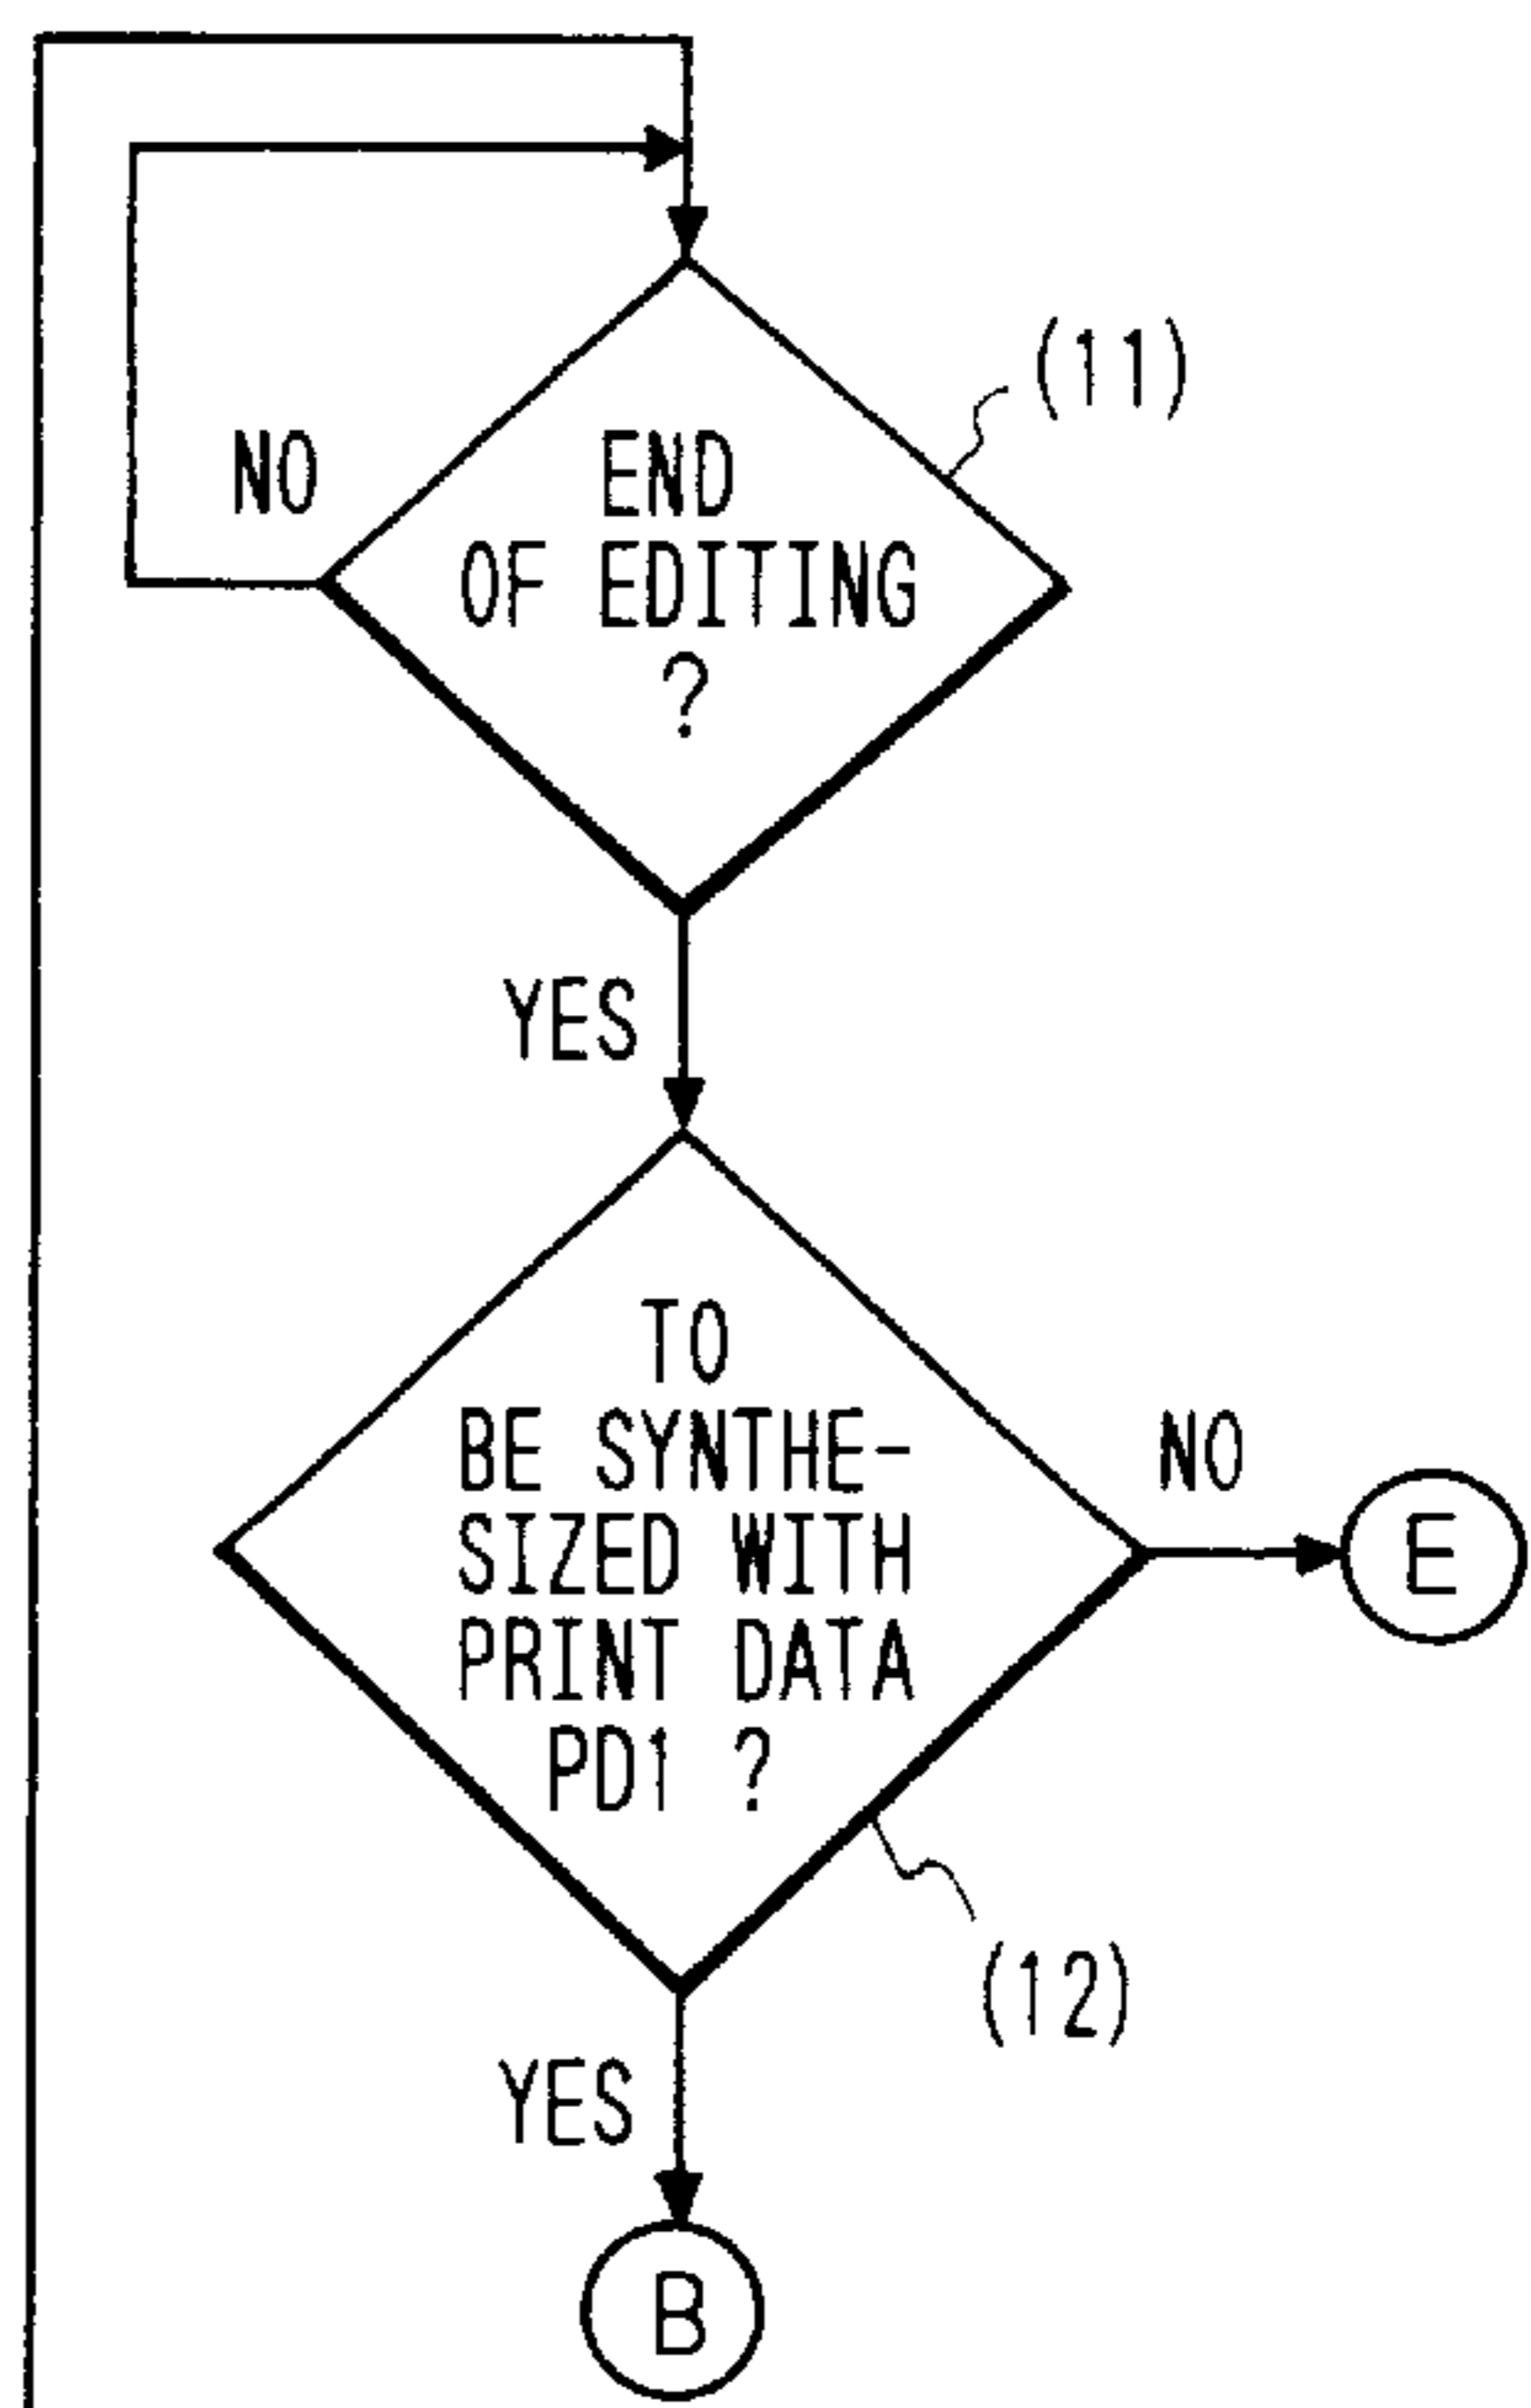 (11)
NO
END
OF EDITING
?
YES
TO
BE SYNTHE-
SIZED WITH
PRINT DATA
PD1 ?
NO
E
(12)
YES
B